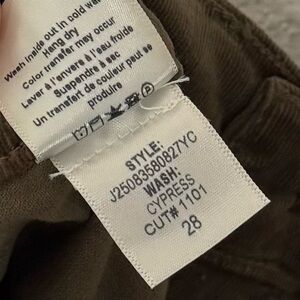 Wash inside out in cold water
Hang dry
Color transfer may occur
Laver à l'envers à l'eau froide
Suspendre à sec
Un transfert de couleur peut se
produire
STYLE:
J25083580827YC
WASH:
CYPRESS
CUT# 1101
28